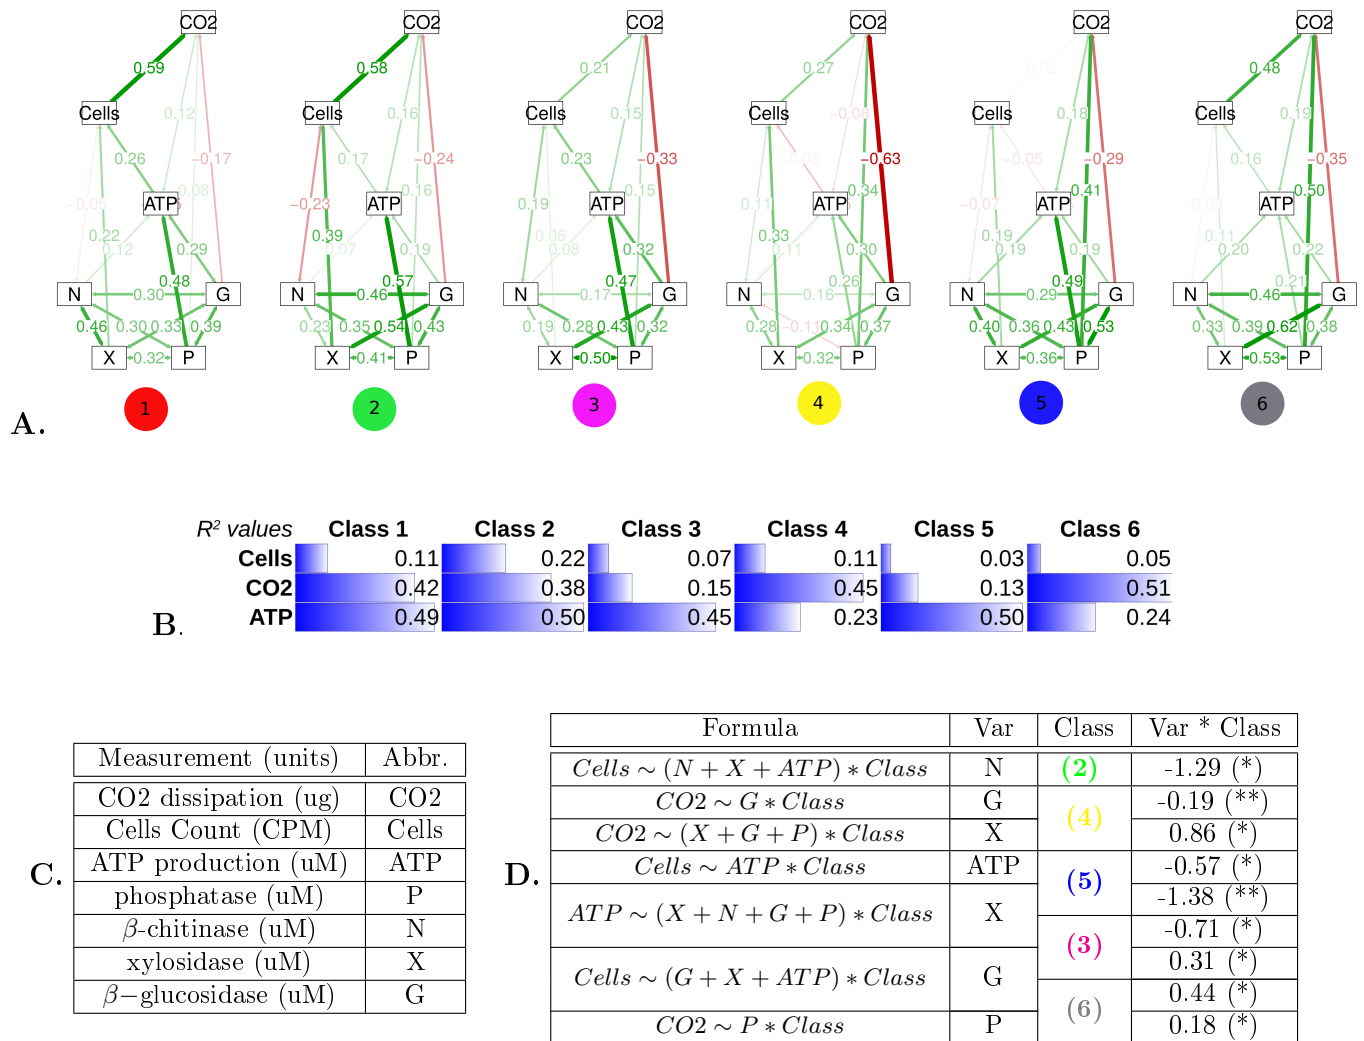 CO2 CO2 CO2 CO2 CO2 CO2
0.59 0.58 0.21 0.27 0.02 0.48
Cells 0.12 Cells 0.16 Cells 0.15 Cells −0.08 Cells 0.18 Cells 0.19
0.26 −0.17 0.17 −0.24 0.23 −0.33 −0.03 −0.63 −0.05 −0.29 0.16 −0.35
0.08 0.16 0.15 0.34 0.41 0.50
−0.05 ATP −0.23 ATP 0.19 ATP 0.11 ATP −0.07 ATP −0.03 ATP
0.22 0.39 0.06 0.33 0.19 0.11
0.12 0.29 0.07 0.19 0.08 0.32 0.11 0.30 0.19 0.19 0.20 0.22
0.48 0.57 0.47 0.26 0.49 0.21
N 0.30 G N 0.46 G N 0.17 G N 0.16 G N 0.29 G N 0.46 G
0.46 0.30 0.33 0.39 0.23 0.35 0.54 0.43 0.19 0.28 0.43 0.32 0.28 −0.11 0.34 0.37 0.40 0.36 0.43 0.53 0.33 0.39 0.62 0.38
X 0.32 P X 0.41 P X 0.50 P X 0.32 P X 0.36 P X 0.53 P
1 2 3 4 5 6
A.
R² values Class 1 Class 2 Class 3 Class 4 Class 5 Class 6
Cells 0.11 0.22 0.07 0.11 0.03 0.05
CO2 0.42 0.38 0.15 0.45 0.13 0.51
ATP 0.49 0.50 0.45 0.23 0.50 0.24
B.
Measurement (units) Abbr.
CO2 dissipation (ug) CO2
Cells Count (CPM) Cells
ATP production (uM) ATP
phosphatase (uM) P
β-chitinase (uM) N
xylosidase (uM) X
β−glucosidase (uM) G
C.
Formula Var Class Var * Class
Cells ∼ (N + X + ATP) ∗ Class N (2) -1.29 (*)
CO2 ∼ G ∗ Class G (4) -0.19 (**)
CO2 ∼ (X + G + P) ∗ Class X 0.86 (*)
Cells ∼ ATP ∗ Class ATP (5) -0.57 (*)
ATP ∼ (X + N + G + P) ∗ Class X -1.38 (**)
(3) -0.71 (*)
Cells ∼ (G + X + ATP) ∗ Class G 0.31 (*)
(6) 0.44 (*)
CO2 ∼ P ∗ Class P 0.18 (*)
D.